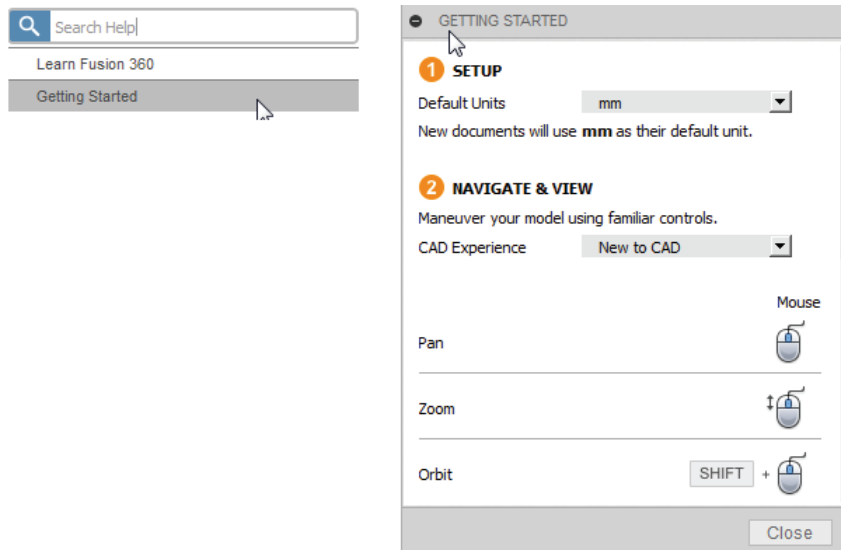 Search Help
Learn Fusion 360
Getting Started
GETTING STARTED
1 SETUP
Default Units mm
New documents will use mm as their default unit.
2 NAVIGATE & VIEW
Maneuver your model using familiar controls.
CAD Experience New to CAD
Mouse
Pan
Zoom
Orbit SHIFT +
Close